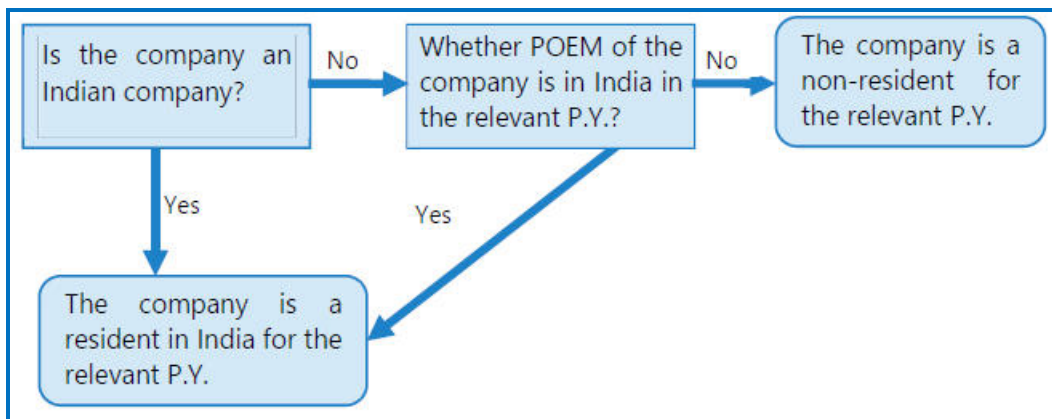 Is the company an
Indian company?
No
Whether POEM of the
company is in India in
the relevant P.Y.?
No
The company is a
non-resident for
the relevant P.Y.
Yes
Yes
The company is a
resident in India for the
relevant P.Y.